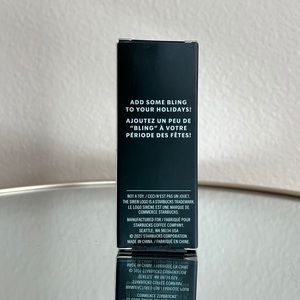 ADD SOME BLING
TO YOUR HOLIDAYS!
AJOUTEZ UN PEU DE
"BLING" À VOTRE
PÉRIODE DES FÊTES!
NOT A TOY / CECI N'EST PAS UN JOUET.
THE SIREN LOGO IS A STARBUCKS TRADEMARK.
LE LOGO SIRÈNE EST UNE MARQUE DE
COMMERCE STARBUCKS.
MANUFACTURED FOR / FABRIQUÉ POUR
STARBUCKS COFFEE COMPANY,
SEATTLE, WA 98134 USA
© 2021 STARBUCKS CORPORATION.
MADE IN CHINA. / FABRIQUÉ EN CHINE.